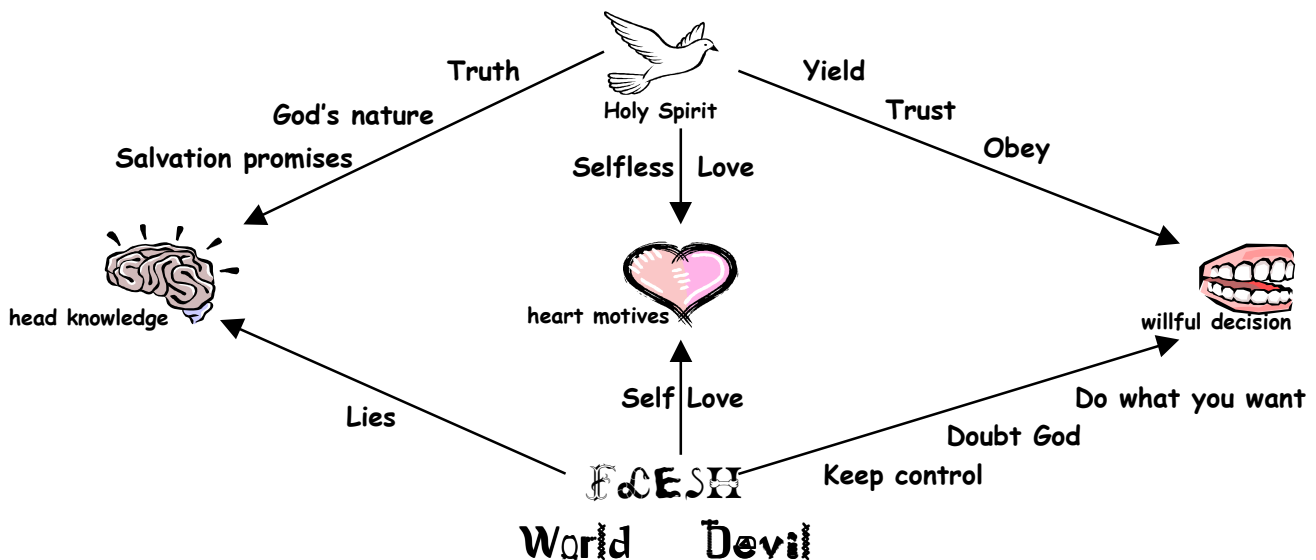 Truth
Yield
God's nature
Holy Spirit
Trust
Salvation promises
Selfless Love
Obey
head knowledge
heart motives
willful decision
Lies
Self Love
Do what you want
Doubt God
Keep control
FLESH
World Devil